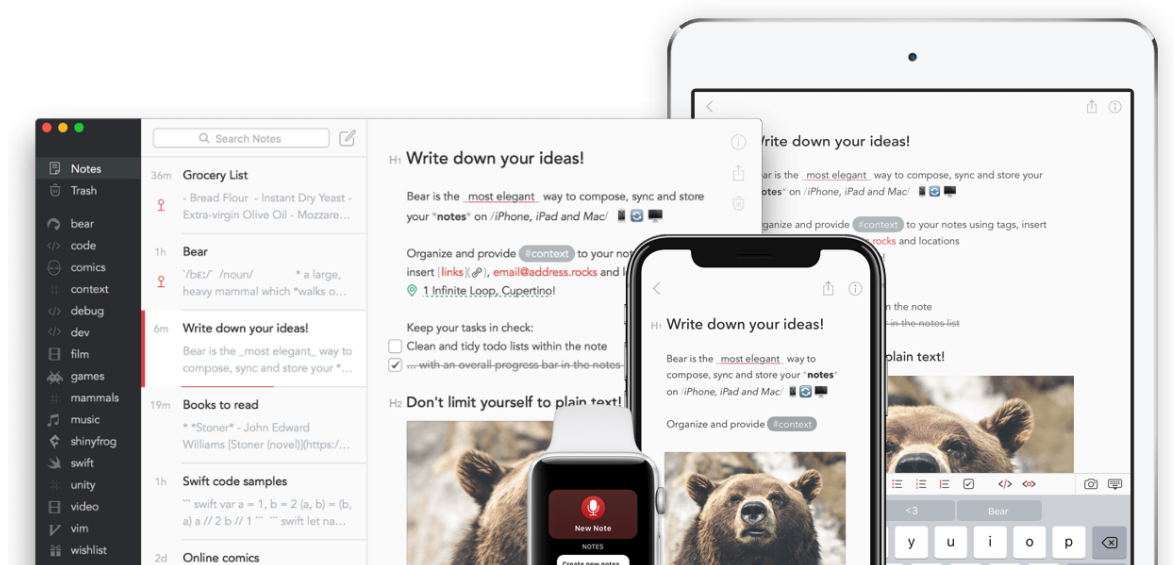 Search Notes
Notes
Trash
bear
code
comics
context
debug
dev
film
games
mammals
music
shinyfrog
swift
unity
video
vim
wishlist
36m Grocery List
- Bread Flour - Instant Dry Yeast -
Extra-virgin Olive Oil - Mozzare...
1h Bear
'/bɛː/' /noun/ * a large,
heavy mammal which *walks o...
6m Write down your ideas!
Bear is the _most elegant_ way to
compose, sync and store your *...
19m Books to read
* *Stoner* - John Edward
Williams [Stoner (novel)](https:/...
1h Swift code samples
``` swift var a = 1, b = 2 (a, b) = (b,
a) a // 2 b // 1 ``` ``` swift let na...
2d Online comics
H1 Write down your ideas!
Bear is the _most elegant_ way to compose, sync and store
your *notes* on /iPhone, iPad and Mac/
Organize and provide #context to your not
insert [links](), email@address.rocks and l
1 Infinite Loop, Cupertino!
Keep your tasks in check:
Clean and tidy todo lists within the note
... with an overall progress bar in the notes
H2 Don't limit yourself to plain text!
New Note
NOTES
Create new notes
H1 Write down your ideas!
Bear is the _most elegant_ way to
compose, sync and store your *notes*
on /iPhone, iPad and Mac/
Organize and provide #context
Write down your ideas!
ear is the _most elegant_ way to compose, sync and store your
otes* on /iPhone, iPad and Mac/
ganize and provide #context to your notes using tags, insert
rocks and locations
!
n the note
r in the notes list
plain text!
<3 Bear
y u i o p